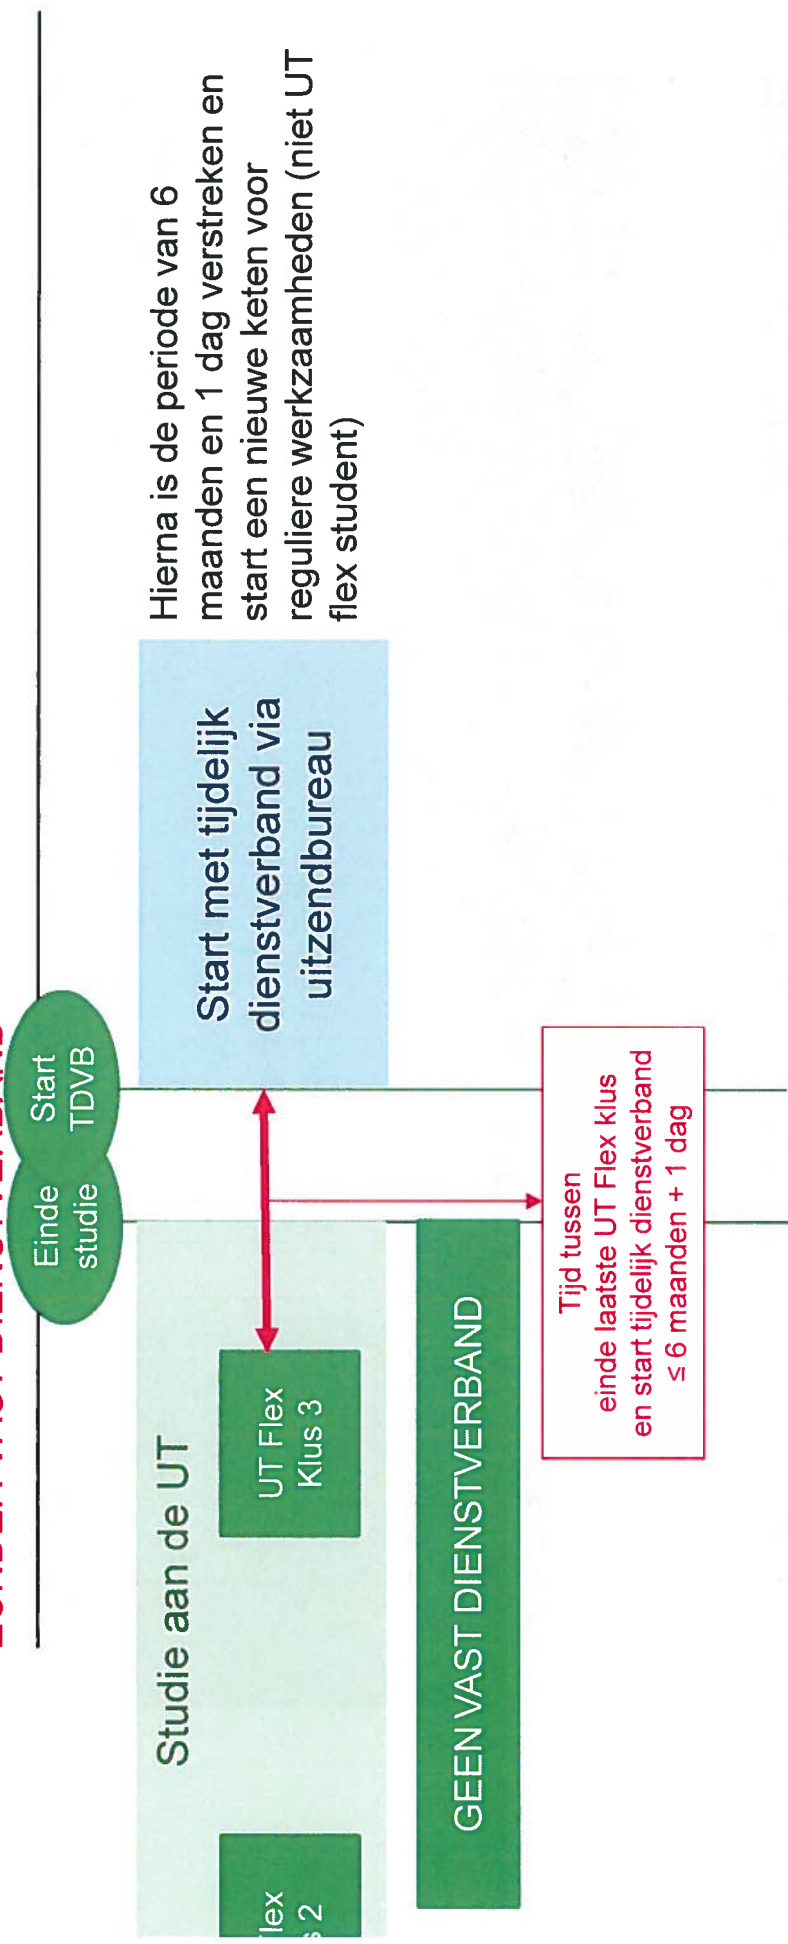 Einde
studie
Start
TDVB
Studie aan de UT
UT Flex
Klus 3
GEEN VAST DIENSTVERBAND
Start met tijdelijk
dienstverband via
uitzendbureau
Hierna is de periode van 6
maanden en 1 dag verstreken en
start een nieuwe keten voor
reguliere werkzaamheden (niet UT
flex student)
Tijd tussen
einde laatste UT Flex klus
en start tijdelijk dienstverband
≤ 6 maanden + 1 dag